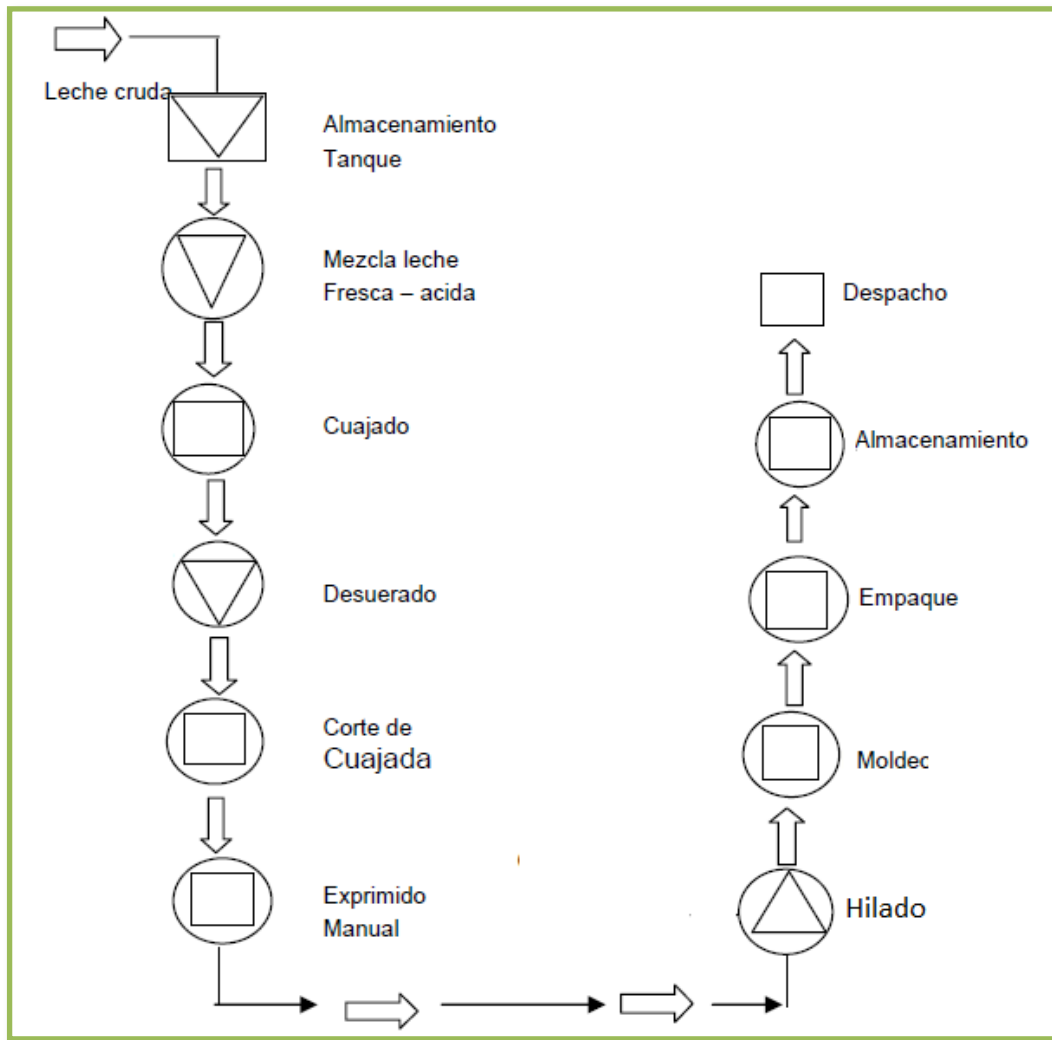 Leche cruda
Almacenamiento
Tanque
Mezcla leche
Fresca – acida
Cuajado
Desuerado
Corte de
Cuajada
Exprimido
Manual
Hilado
Moldec
Empaque
Almacenamiento
Despacho